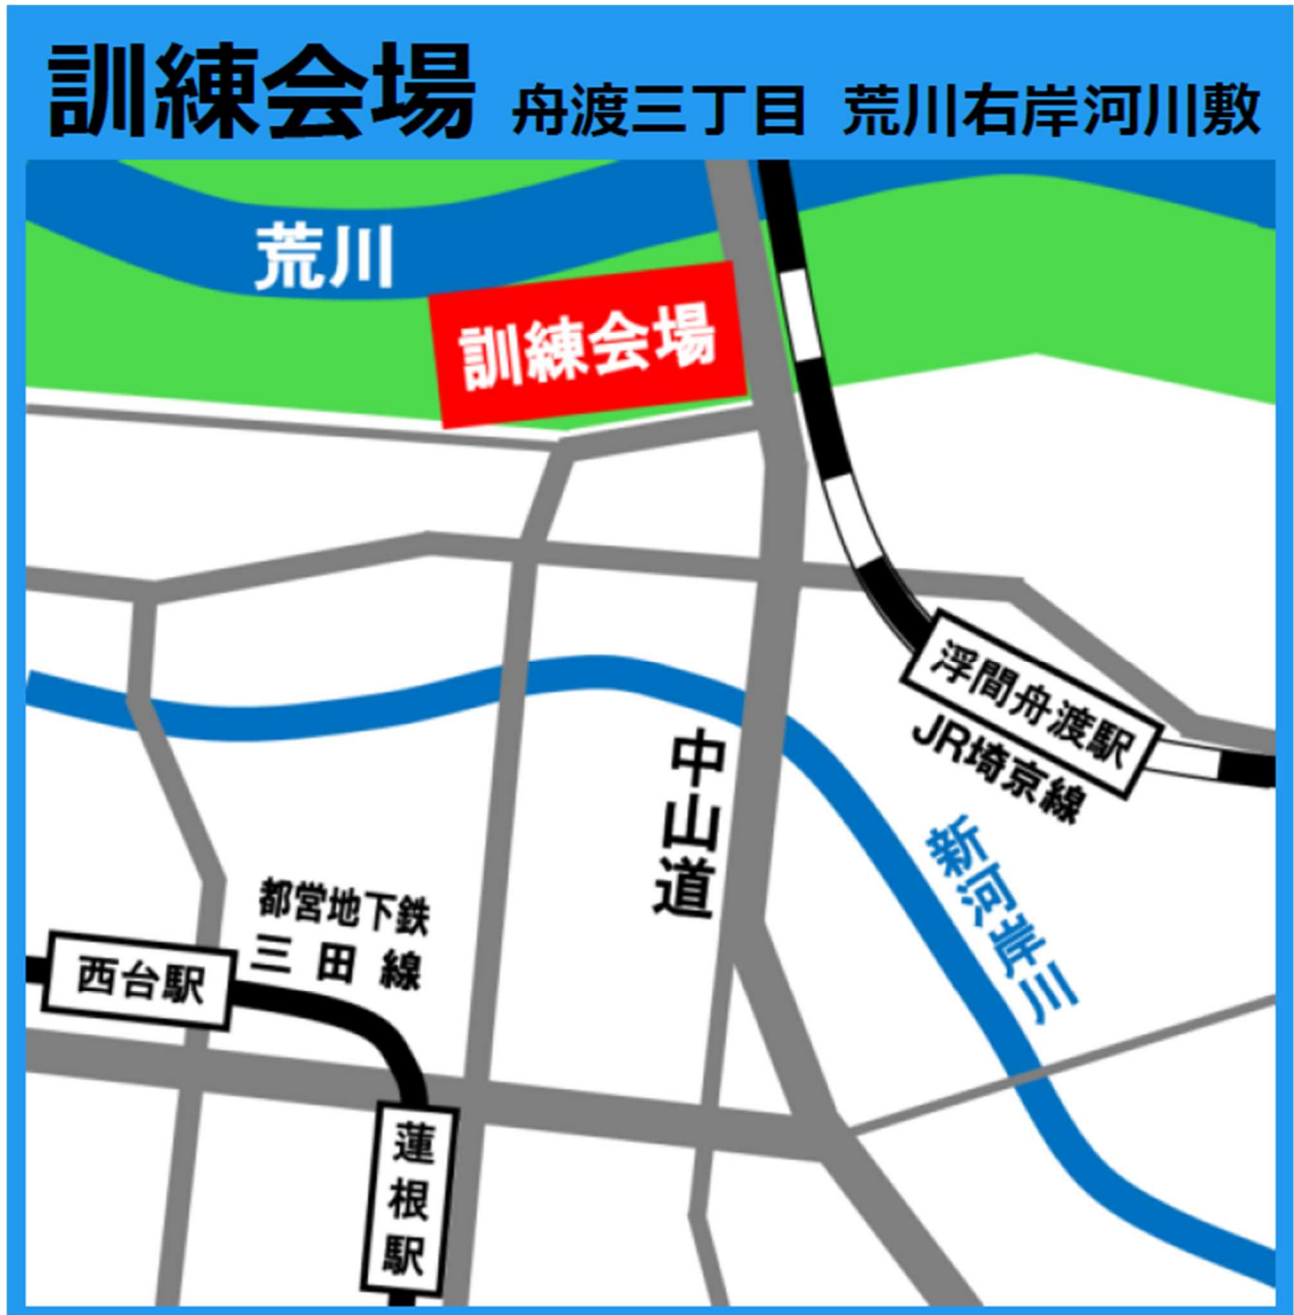 訓練会場 舟渡三丁目 荒川右岸河川敷
荒川
訓練会場
浮間舟渡駅
JR埼京線
中山道
新河岸川
都営地下鉄
三田線
西台駅
蓮根駅